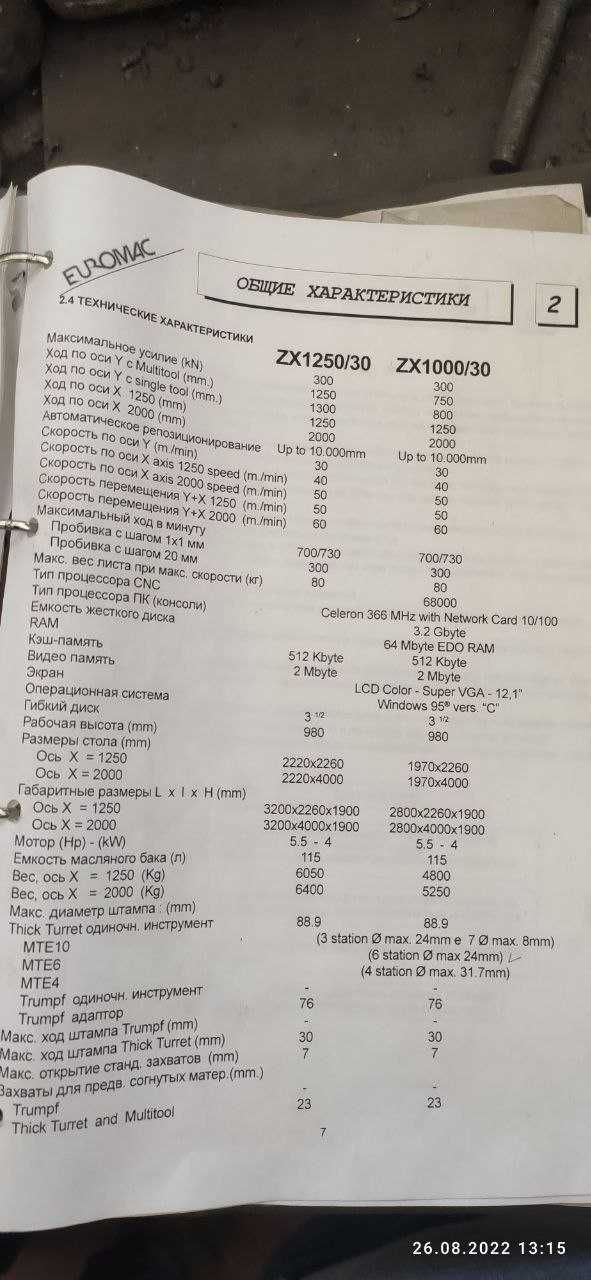 EUROMAC
ОБЩИЕ ХАРАКТЕРИСТИКИ
2
2.4 ТЕХНИЧЕСКИЕ ХАРАКТЕРИСТИКИ
ZX1250/30 ZX1000/30
Максимальное усилие (kN) 300 300
Ход по оси Y с Multitool (mm.) 1250 750
Ход по оси Y с single tool (mm.) 1300 800
Ход по оси X 1250 (mm) 1250 1250
Ход по оси X 2000 (mm) 2000 2000
Автоматическое репозиционирование Up to 10.000mm Up to 10.000mm
Скорость по оси Y (m./min) 30 30
Скорость по оси X axis 1250 speed (m./min) 40 40
Скорость по оси X axis 2000 speed (m./min) 50 50
Скорость перемещения Y+X 1250 (m./min) 50 50
Скорость перемещения Y+X 2000 (m./min) 60 60
Максимальный ход в минуту
Пробивка с шагом 1x1 мм 700/730 700/730
Пробивка с шагом 20 мм 300 300
Макс. вес листа при макс. скорости (кг) 80 80
Тип процессора CNC 68000
Тип процессора ПК (консоли) Celeron 366 MHz with Network Card 10/100
Емкость жесткого диска 3.2 Gbyte
RAM 64 Mbyte EDO RAM
Кэш-память 512 Kbyte 512 Kbyte
Видео память 2 Mbyte 2 Mbyte
Экран LCD Color - Super VGA - 12,1"
Операционная система Windows 95® vers. “C”
Гибкий диск 3 1/2 3 1/2
Рабочая высота (mm) 980 980
Размеры стола (mm)
Ось X = 1250 2220x2260 1970x2260
Ось X = 2000 2220x4000 1970x4000
Габаритные размеры L x l x H (mm)
Ось X = 1250 3200x2260x1900 2800x2260x1900
Ось X = 2000 3200x4000x1900 2800x4000x1900
Мотор (Hp) - (kW) 5.5 - 4 5.5 - 4
Емкость масляного бака (л) 115 115
Вес, ось X = 1250 (Kg) 6050 4800
Вес, ось X = 2000 (Kg) 6400 5250
Макс. диаметр штампа : (mm)
Thick Turret одиночн. инструмент 88.9 88.9
MTE10 (3 station Ø max. 24mm e 7 Ø max. 8mm)
MTE6 (6 station Ø max 24mm)
MTE4 (4 station Ø max. 31.7mm)
Trumpf одиночн. инструмент - -
Trumpf адаптор 76 76
Макс. ход штампа Trumpf (mm) - -
Макс. ход штампа Thick Turret (mm) 30 30
Макс. открытие станд. захватов (mm) 7 7
Захваты для предв. согнутых матер.(mm.)
Trumpf - -
Thick Turret and Multitool 23 23
7
26.08.2022 13:15